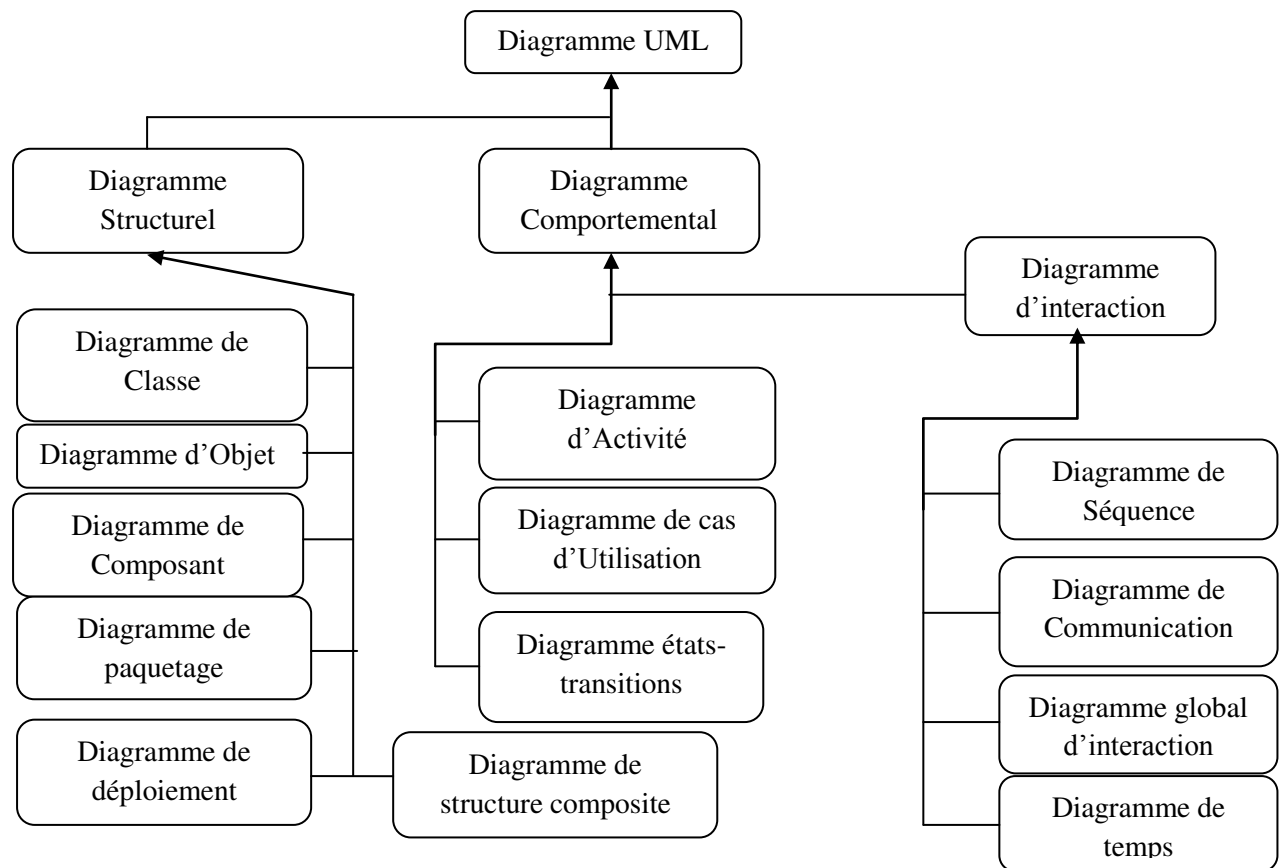 Diagramme UML
Diagramme
Structurel
Diagramme
Comportemental
Diagramme
d’interaction
Diagramme de
Classe
Diagramme d’Objet
Diagramme de
Composant
Diagramme de
paquetage
Diagramme de
déploiement
Diagramme de
structure composite
Diagramme
d’Activité
Diagramme de cas
d’Utilisation
Diagramme états-
transitions
Diagramme de
Séquence
Diagramme de
Communication
Diagramme global
d’interaction
Diagramme de
temps